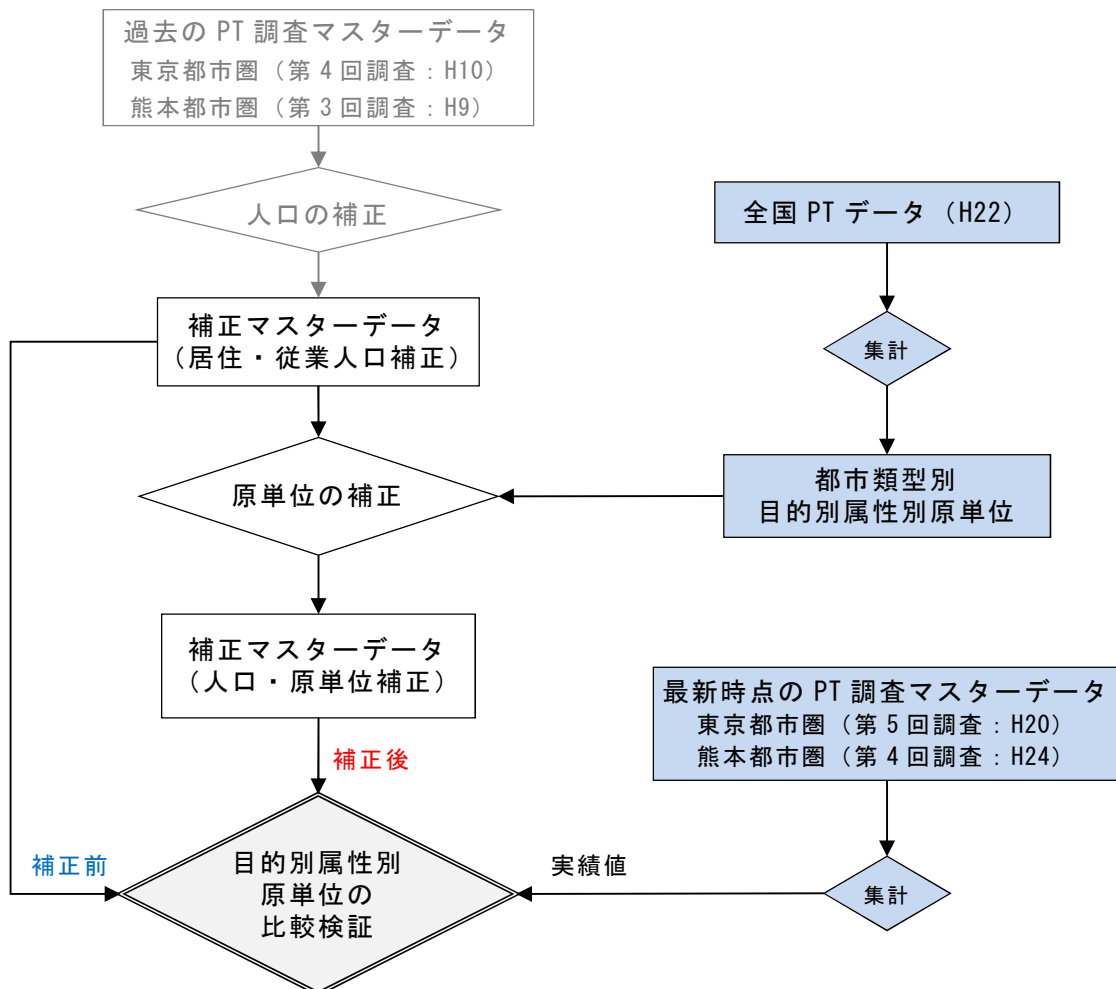 過去の PT 調査マスターデータ
東京都市圏（第 4 回調査：H10）
熊本都市圏（第 3 回調査：H9）
人口の補正
全国 PT データ（H22）
補正マスターデータ
（居住・従業人口補正）
集計
原単位の補正
都市類型別
目的別属性別原単位
補正マスターデータ
（人口・原単位補正）
最新時点の PT 調査マスターデータ
東京都市圏（第 5 回調査：H20）
熊本都市圏（第 4 回調査：H24）
補正後
補正前
目的別属性別
原単位の
比較検証
実績値
集計